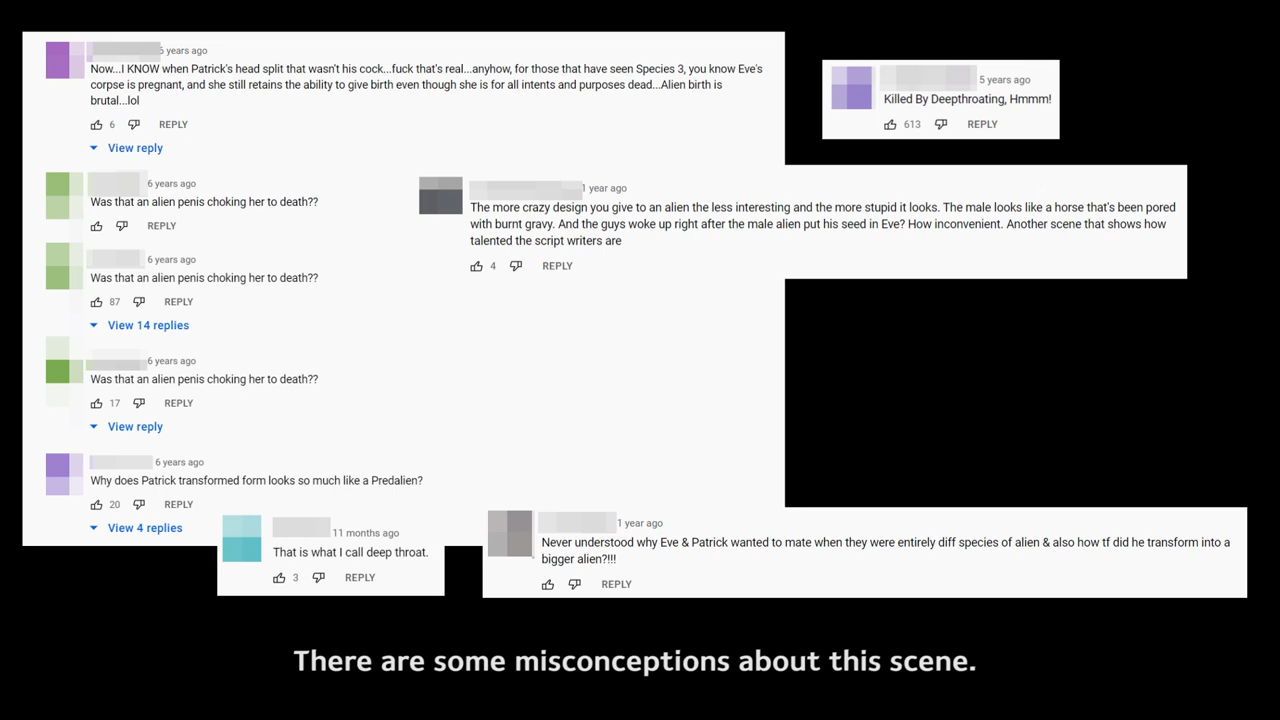 6 years ago
Now...I KNOW when Patrick's head split that wasn't his cock...fuck that's real...anyhow, for those that have seen Species 3, you know Eve's
corpse is pregnant, and she still retains the ability to give birth even though she is for all intents and purposes dead...Alien birth is
brutal...lol
6 REPLY
View reply
6 years ago
Was that an alien penis choking her to death??
REPLY
6 years ago
Was that an alien penis choking her to death??
87 REPLY
View 14 replies
6 years ago
Was that an alien penis choking her to death??
17 REPLY
View reply
6 years ago
Why does Patrick transformed form looks so much like a Predalien?
20 REPLY
View 4 replies
5 years ago
Killed By Deepthroating, Hmmm!
613 REPLY
1 year ago
The more crazy design you give to an alien the less interesting and the more stupid it looks. The male looks like a horse that's been pored
with burnt gravy. And the guys woke up right after the male alien put his seed in Eve? How inconvenient. Another scene that shows how
talented the script writers are
4 REPLY
11 months ago
That is what I call deep throat.
3 REPLY
1 year ago
Never understood why Eve & Patrick wanted to mate when they were entirely diff species of alien & also how tf did he transform into a
bigger alien?!!!
REPLY
There are some misconceptions about this scene.